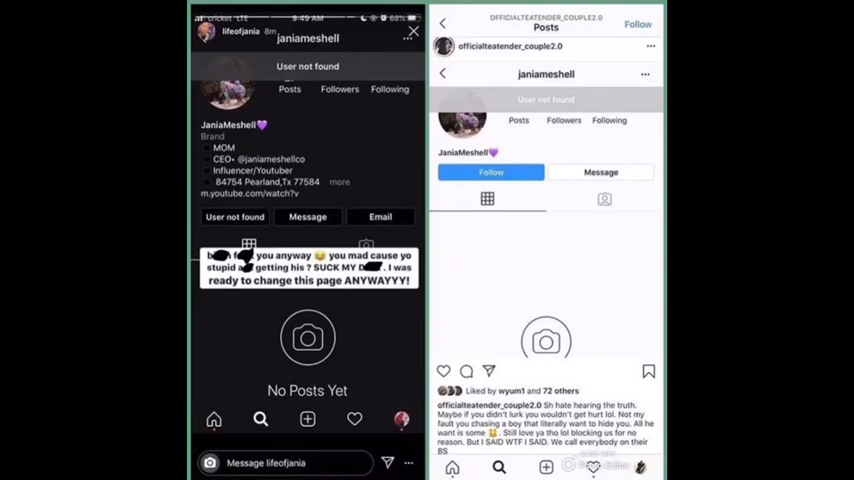 cricket LTE
9:49 AM
68%
lifeofjania 8m
janiameshell
User not found
Posts Followers Following
JaniaMeshell💜
Brand
MOM
CEO• @janiameshellco
Influencer/Youtuber
84754 Pearland,Tx 77584 more
m.youtube.com/watch?v
User not found Message Email
you anyway 😂 you mad cause yo
stupid getting his ? SUCK MY . I was
ready to change this page ANYWAYYY!
No Posts Yet
Message lifeofjania
OFFICIALTEATENDER_COUPLE2.0
Posts
Follow
officialteatender_couple2.0
janiameshell
User not found
Posts Followers Following
JaniaMeshell💜
Follow Message
Liked by wyum1 and 72 others
officialteatender_couple2.0 Sh hate hearing the truth.
Maybe if you didn't lurk you wouldn't get hurt lol. Not my
fault you chasing a boy that literally want to hide you. All he
want is some 🐱. Still love ya tho lol blocking us for no
reason. But I SAID WTF I SAID. We call everybody on their
BS
Editor